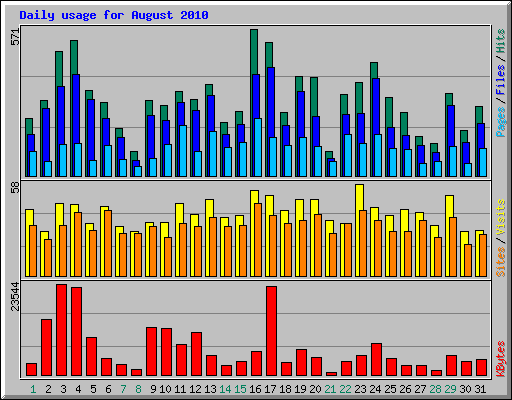 Daily usage for August 2010
571
Pages / Files / Hits
58
Sites / Visits
23544
KBytes
1 2 3 4 5 6 7 8 9 10 11 12 13 14 15 16 17 18 19 20 21 22 23 24 25 26 27 28 29 30 31